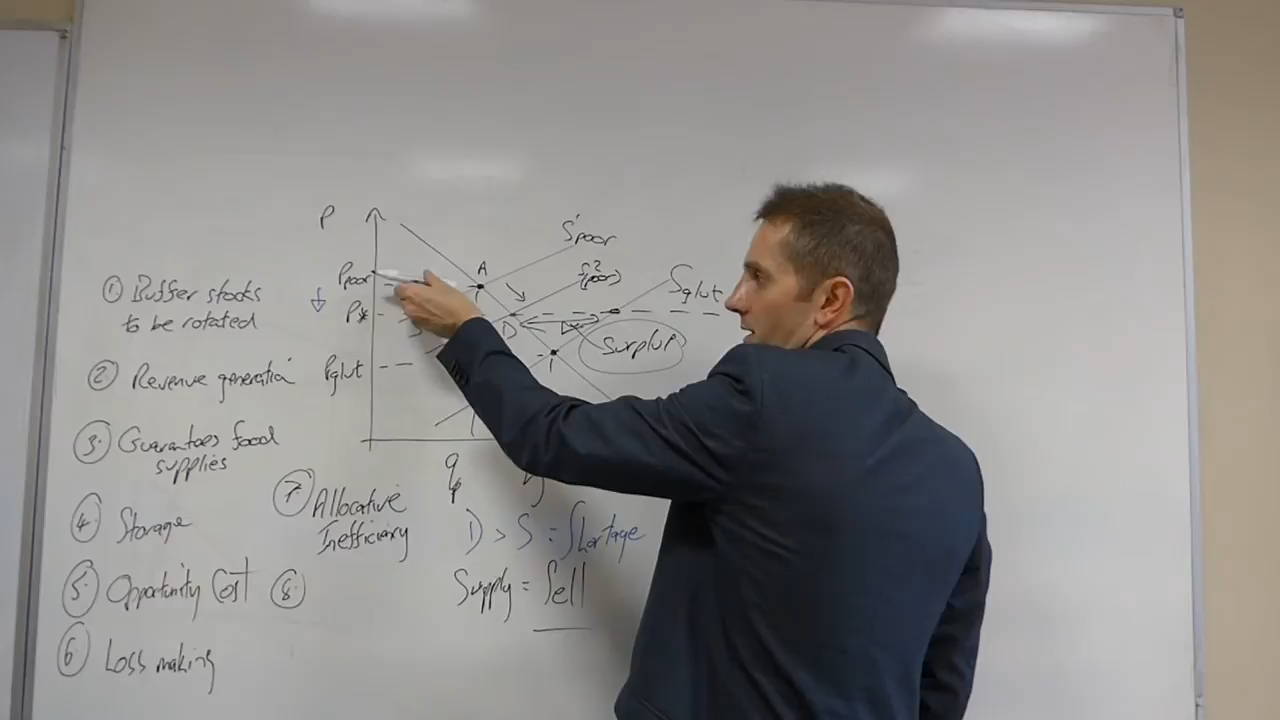 P
S'poor
A
S²(poor)
Ppoor
Sglut
P*
D
Surplus
Pglut
① Buffer stocks
to be rotated
② Revenue generation
③ Guarantees food
supplies
④ Storage
⑤ Opportunity Cost
⑥ Loss making
⑦ Allocative
Inefficiency
⑧
qp
D > S = Shortage
Supply = Sell